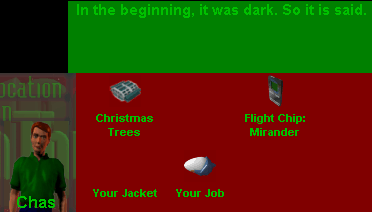 In the beginning, it was dark. So it is said.
ocation
Christmas
Trees
Flight Chip:
Mirander
Chas
Your Jacket
Your Job